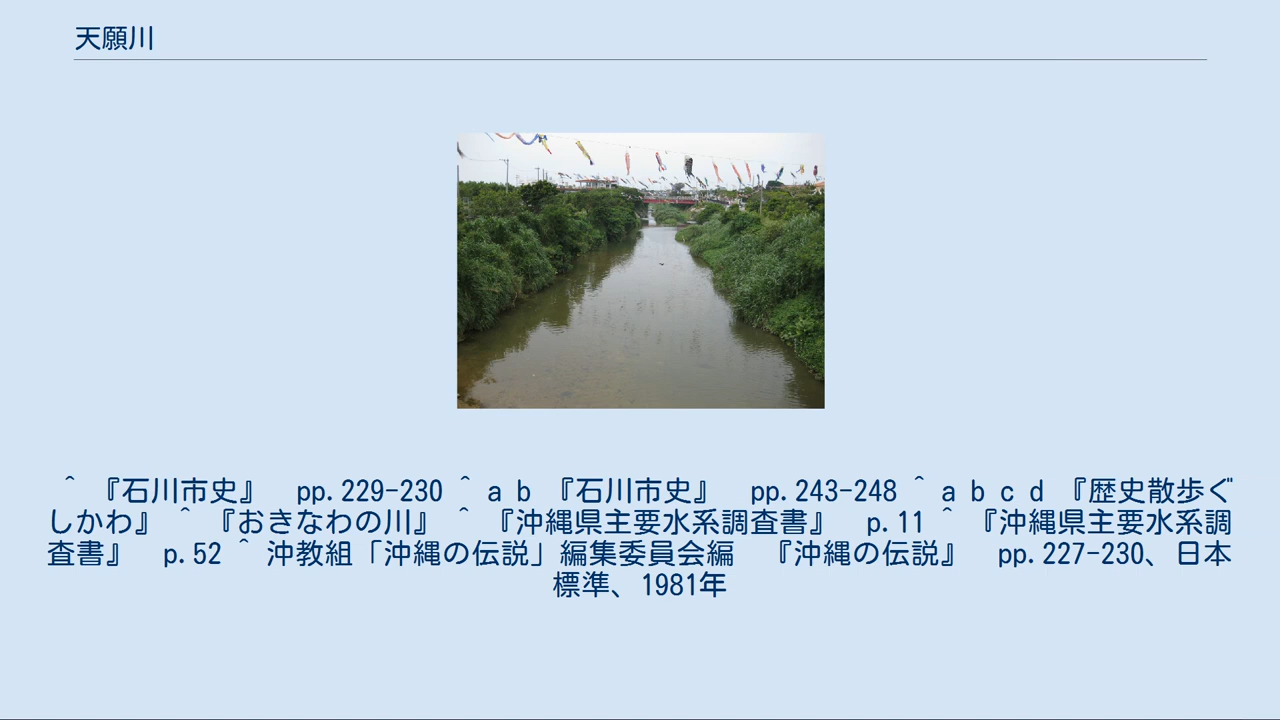 天願川
^ 『石川市史』 pp.229-230 ^ a b 『石川市史』 pp.243-248 ^ a b c d 『歴史散歩ぐ
しかわ』 ^ 『おきなわの川』 ^ 『沖縄県主要水系調査書』 p.11 ^ 『沖縄県主要水系調
査書』 p.52 ^ 沖教組「沖縄の伝説」編集委員会編 『沖縄の伝説』 pp.227-230、日本
標準、1981年